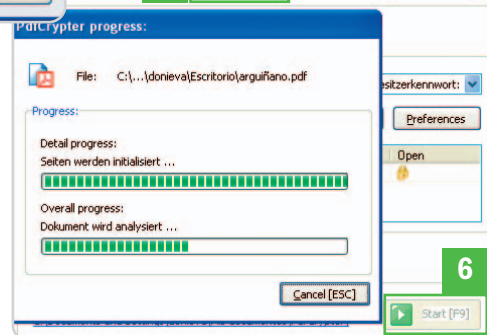 PdfCrypter progress:
File: C:\...\donieva\Escritorio\arguiñano.pdf
esitzerkennwort:
Progress:
Preferences
Detail progress:
Seiten werden initialisiert ...
Open
Overall progress:
Dokument wird analysiert ...
6
Cancel [ESC]
Start [F9]